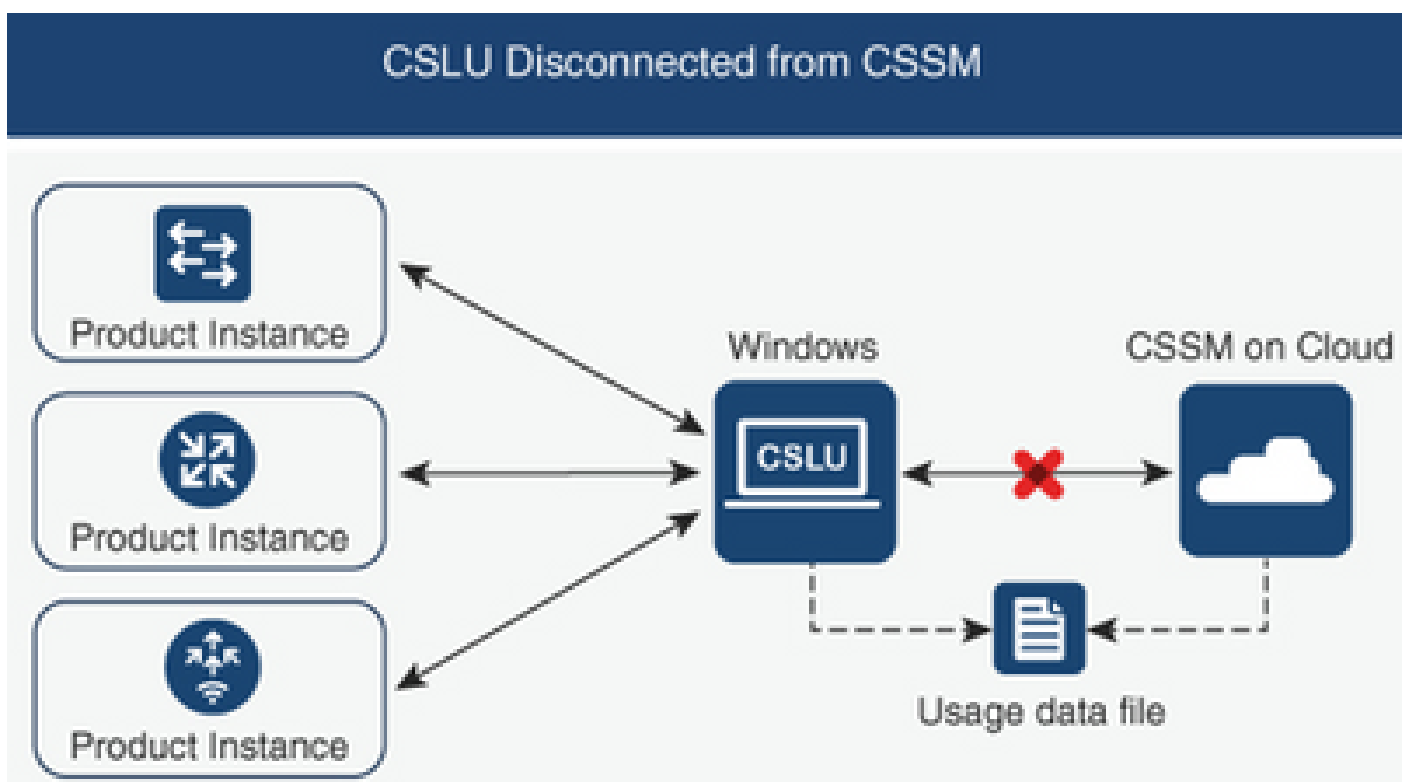 CSLU Disconnected from CSSM
Product Instance
Product Instance
Product Instance
Windows
CSLU
CSSM on Cloud
Usage data file